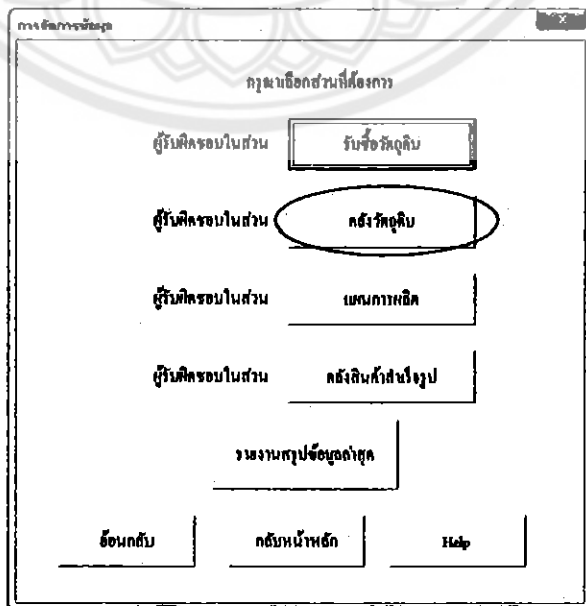 การจัดการข้อมูล
X
กรุณาเลือกส่วนที่ต้องการ
ผู้รับผิดชอบในส่วน รับซื้อวัตถุดิบ
ผู้รับผิดชอบในส่วน คลังวัตถุดิบ
ผู้รับผิดชอบในส่วน แผนการผลิต
ผู้รับผิดชอบในส่วน คลังสินค้าสำเร็จรูป
รายงานสรุปข้อมูลล่าสุด
ย้อนกลับ กลับหน้าหลัก Help